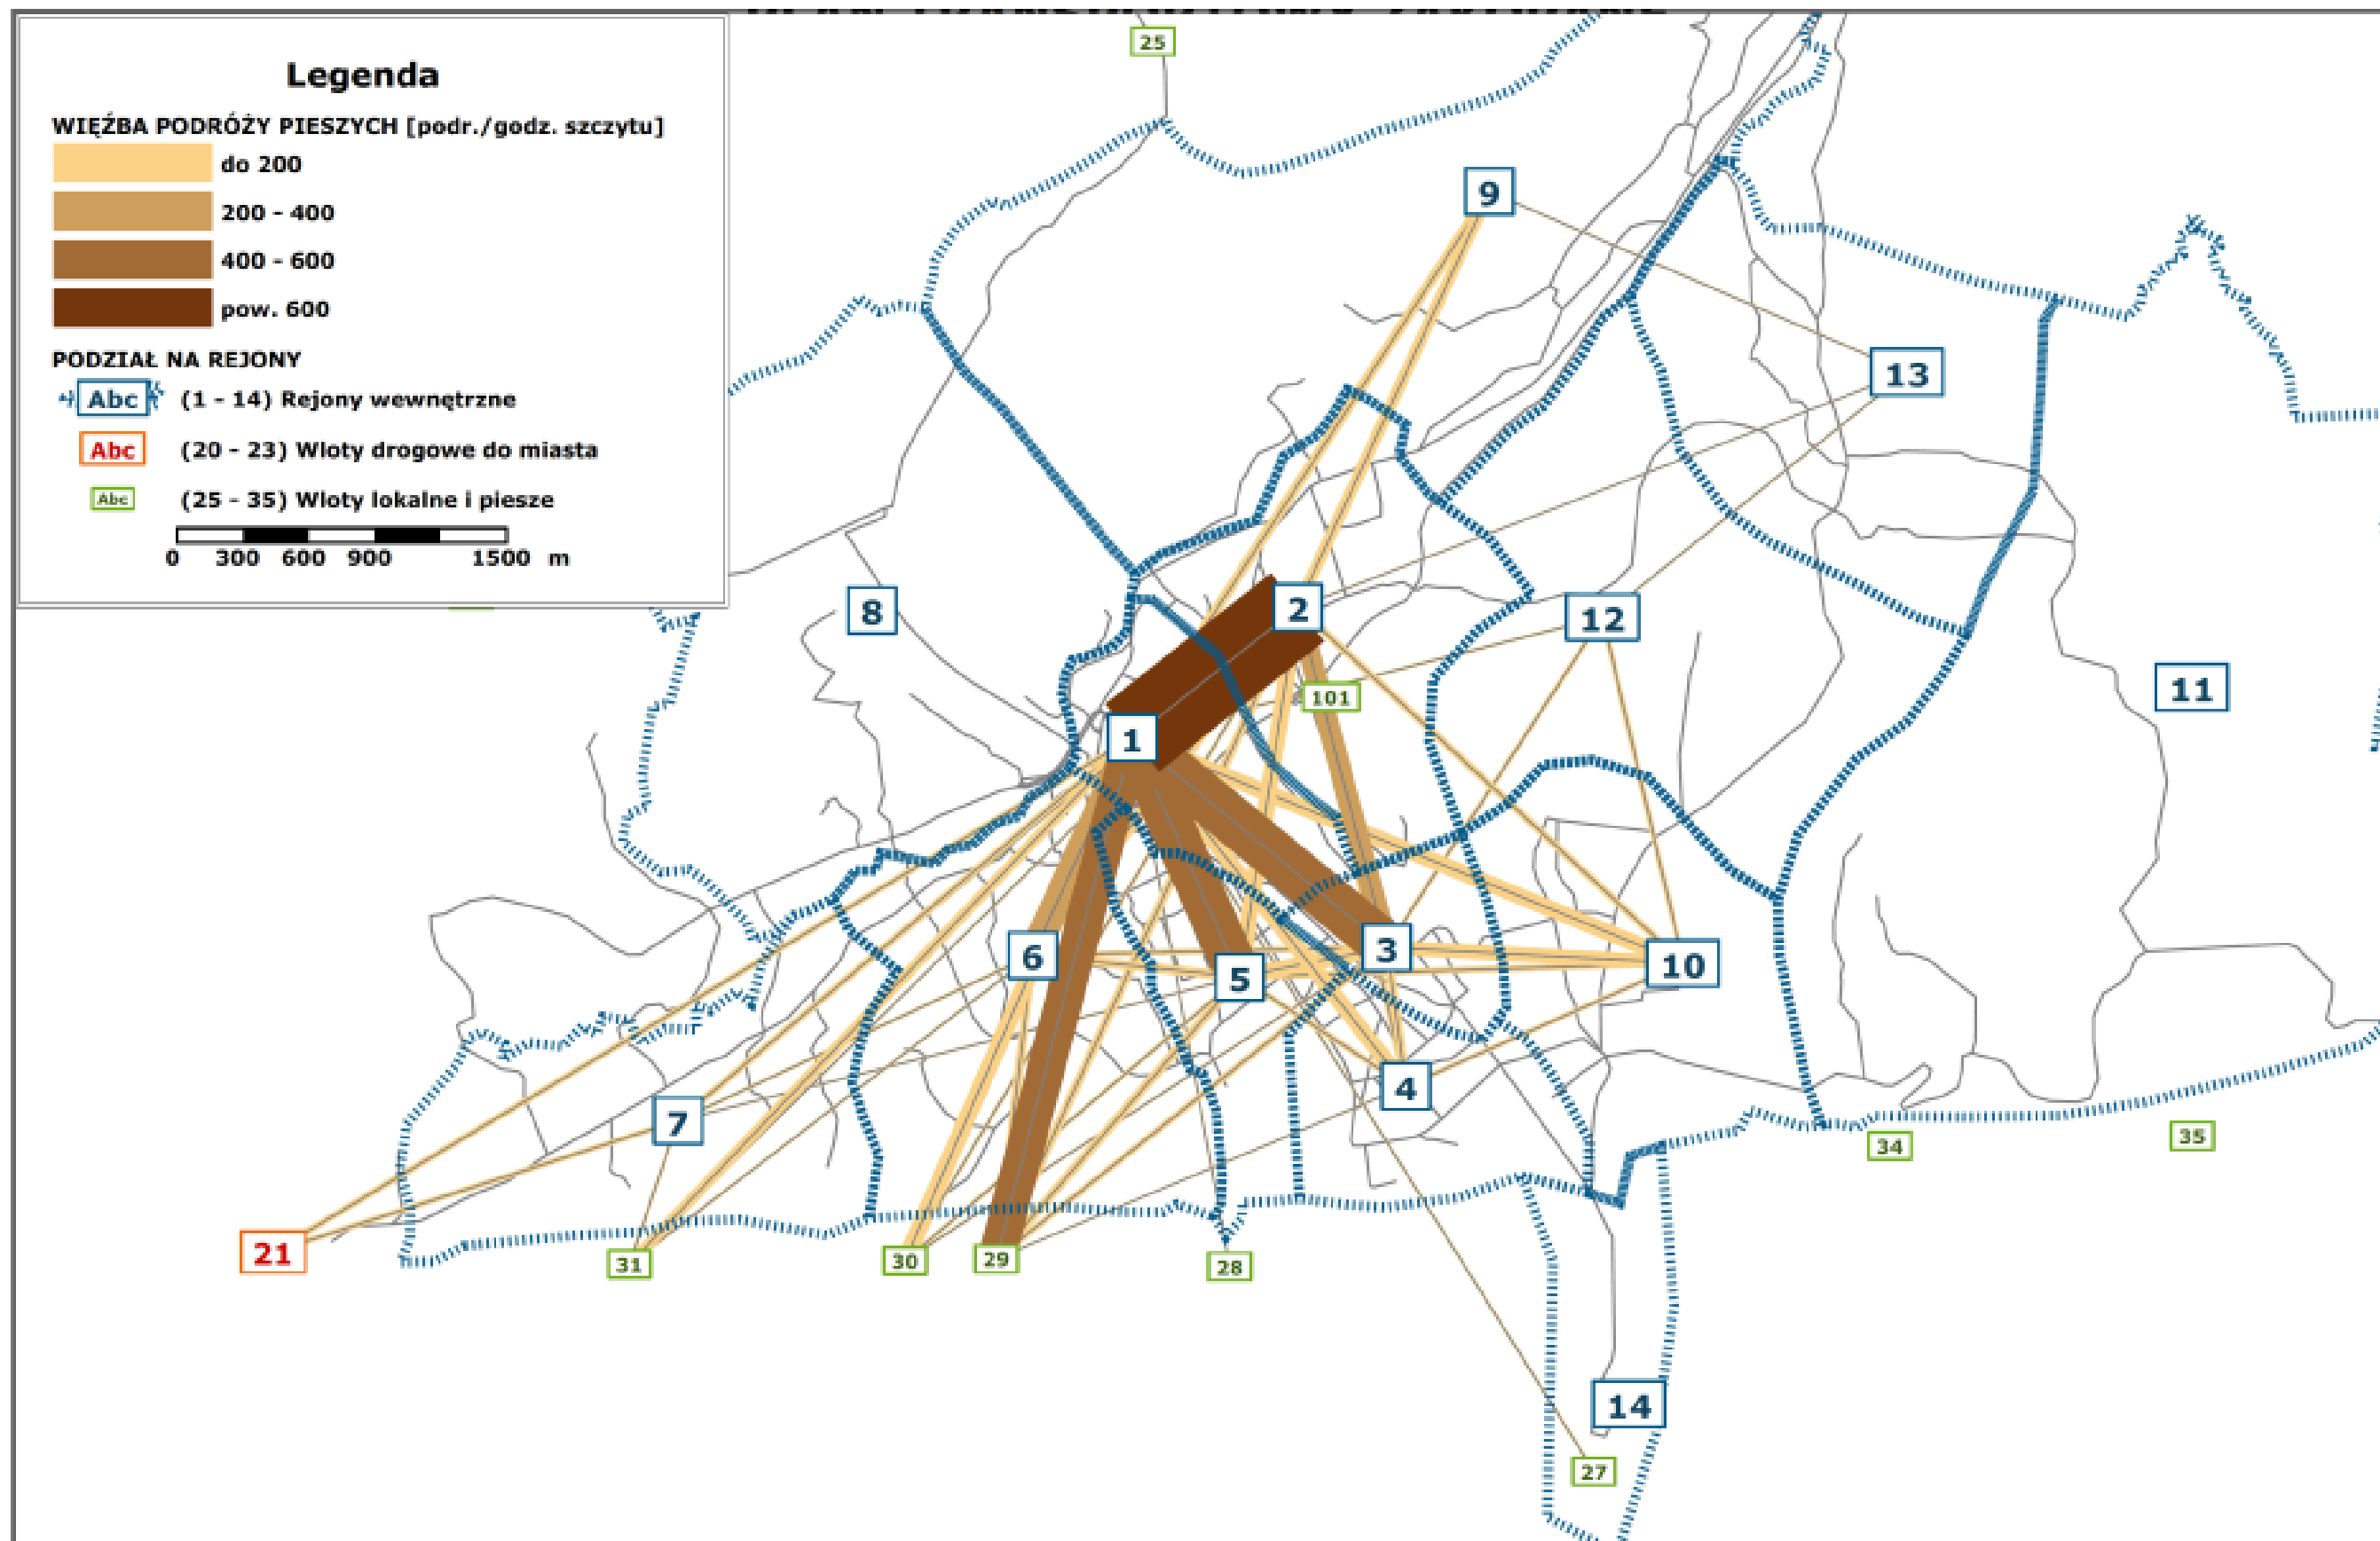 Legenda
WIĘŹBA PODRÓŻY PIESZYCH [podr./godz. szczytu]
do 200
200 - 400
400 - 600
pow. 600
PODZIAŁ NA REJONY
Abc (1 - 14) Rejony wewnętrzne
Abc (20 - 23) Wloty drogowe do miasta
Abc (25 - 35) Wloty lokalne i piesze
0 300 600 900 1500 m
25
9
13
8
2
12
11
101
1
6
5
3
10
4
7
34
35
21
31
30
29
28
14
27